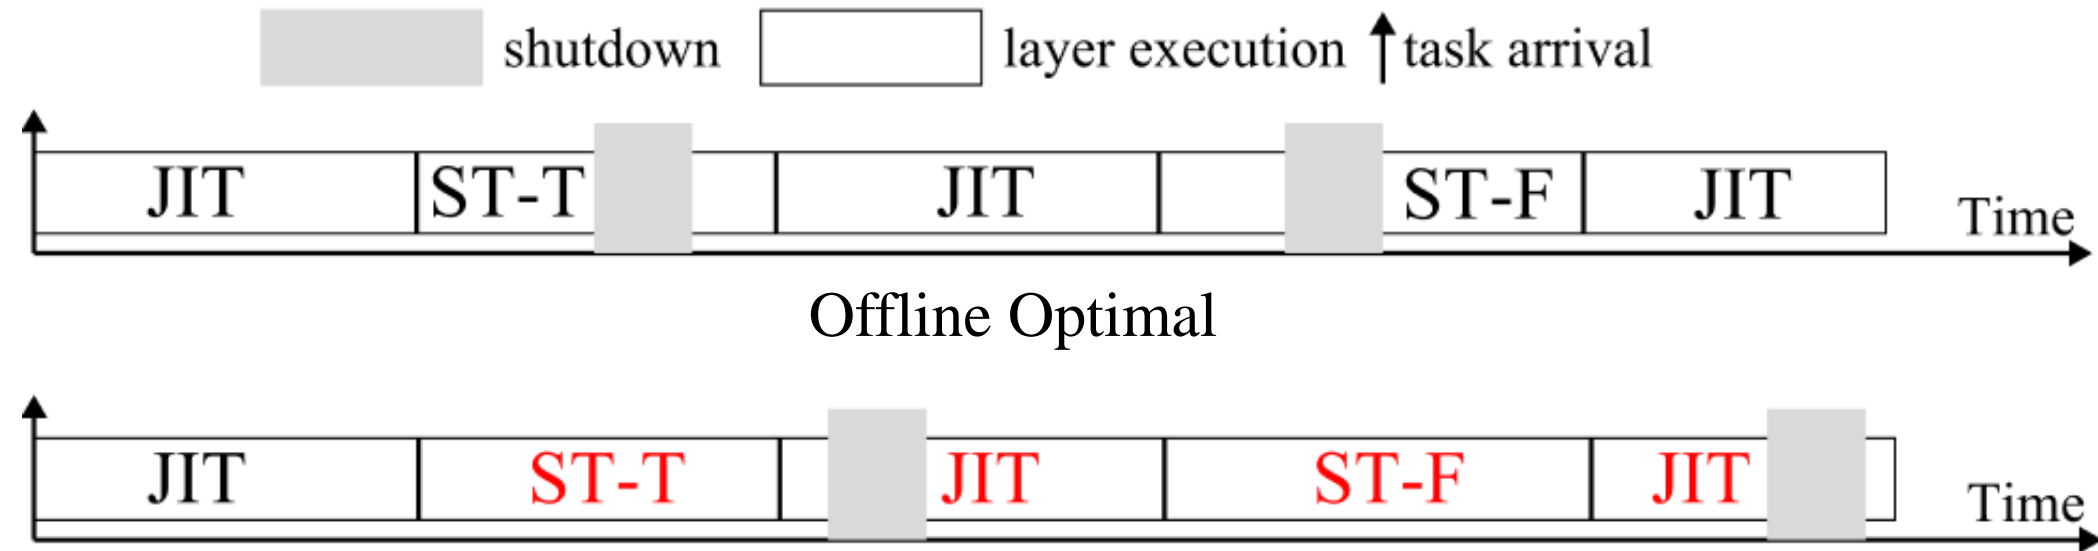 shutdown layer execution task arrival
JIT ST-T JIT ST-F JIT Time
Offline Optimal
JIT ST-T JIT ST-F JIT Time